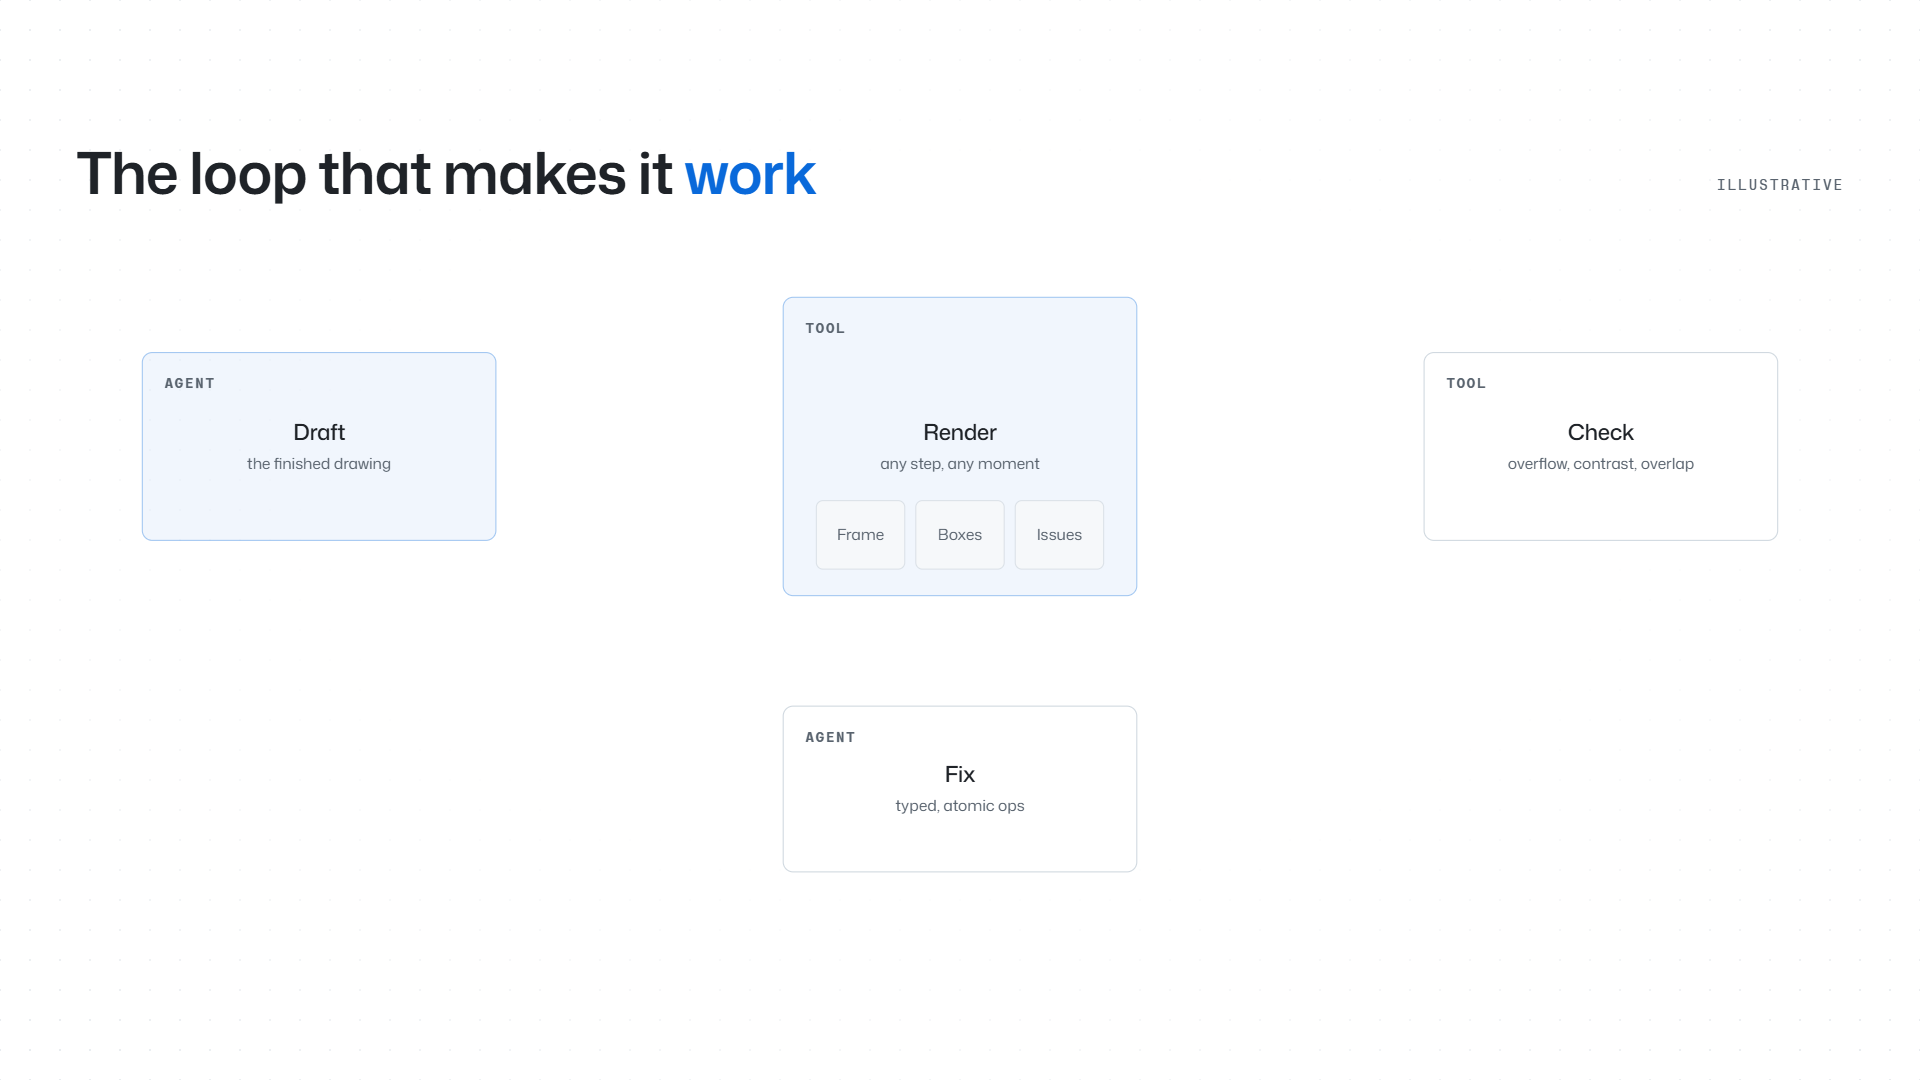 The loop that makes it work
ILLUSTRATIVE
AGENT
Draft
the finished drawing
TOOL
Render
any step, any moment
Frame
Boxes
Issues
TOOL
Check
overflow, contrast, overlap
AGENT
Fix
typed, atomic ops